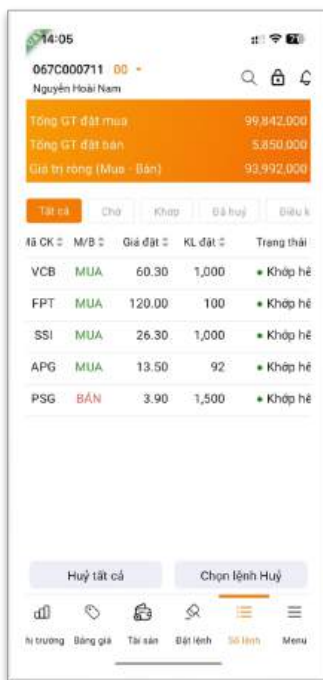 14:05
067C000711 00
Nguyễn Hoài Nam
Tổng GT đặt mua 99,842,000
Tổng GT đặt bán 5,850,000
Giá trị ròng (Mua - Bán) 93,992,000
Tất cả Chờ Khớp Đã huỷ Điều k
Mã CK M/B Giá đặt KL đặt Trạng thái
VCB MUA 60.30 1,000 Khớp hế
FPT MUA 120.00 100 Khớp hế
SSI MUA 26.30 1,000 Khớp hế
APG MUA 13.50 92 Khớp hế
PSG BÁN 3.90 1,500 Khớp hế
Huỷ tất cả Chọn lệnh Huỷ
hị trường Bảng giá Tài sản Đặt lệnh Sổ lệnh Menu